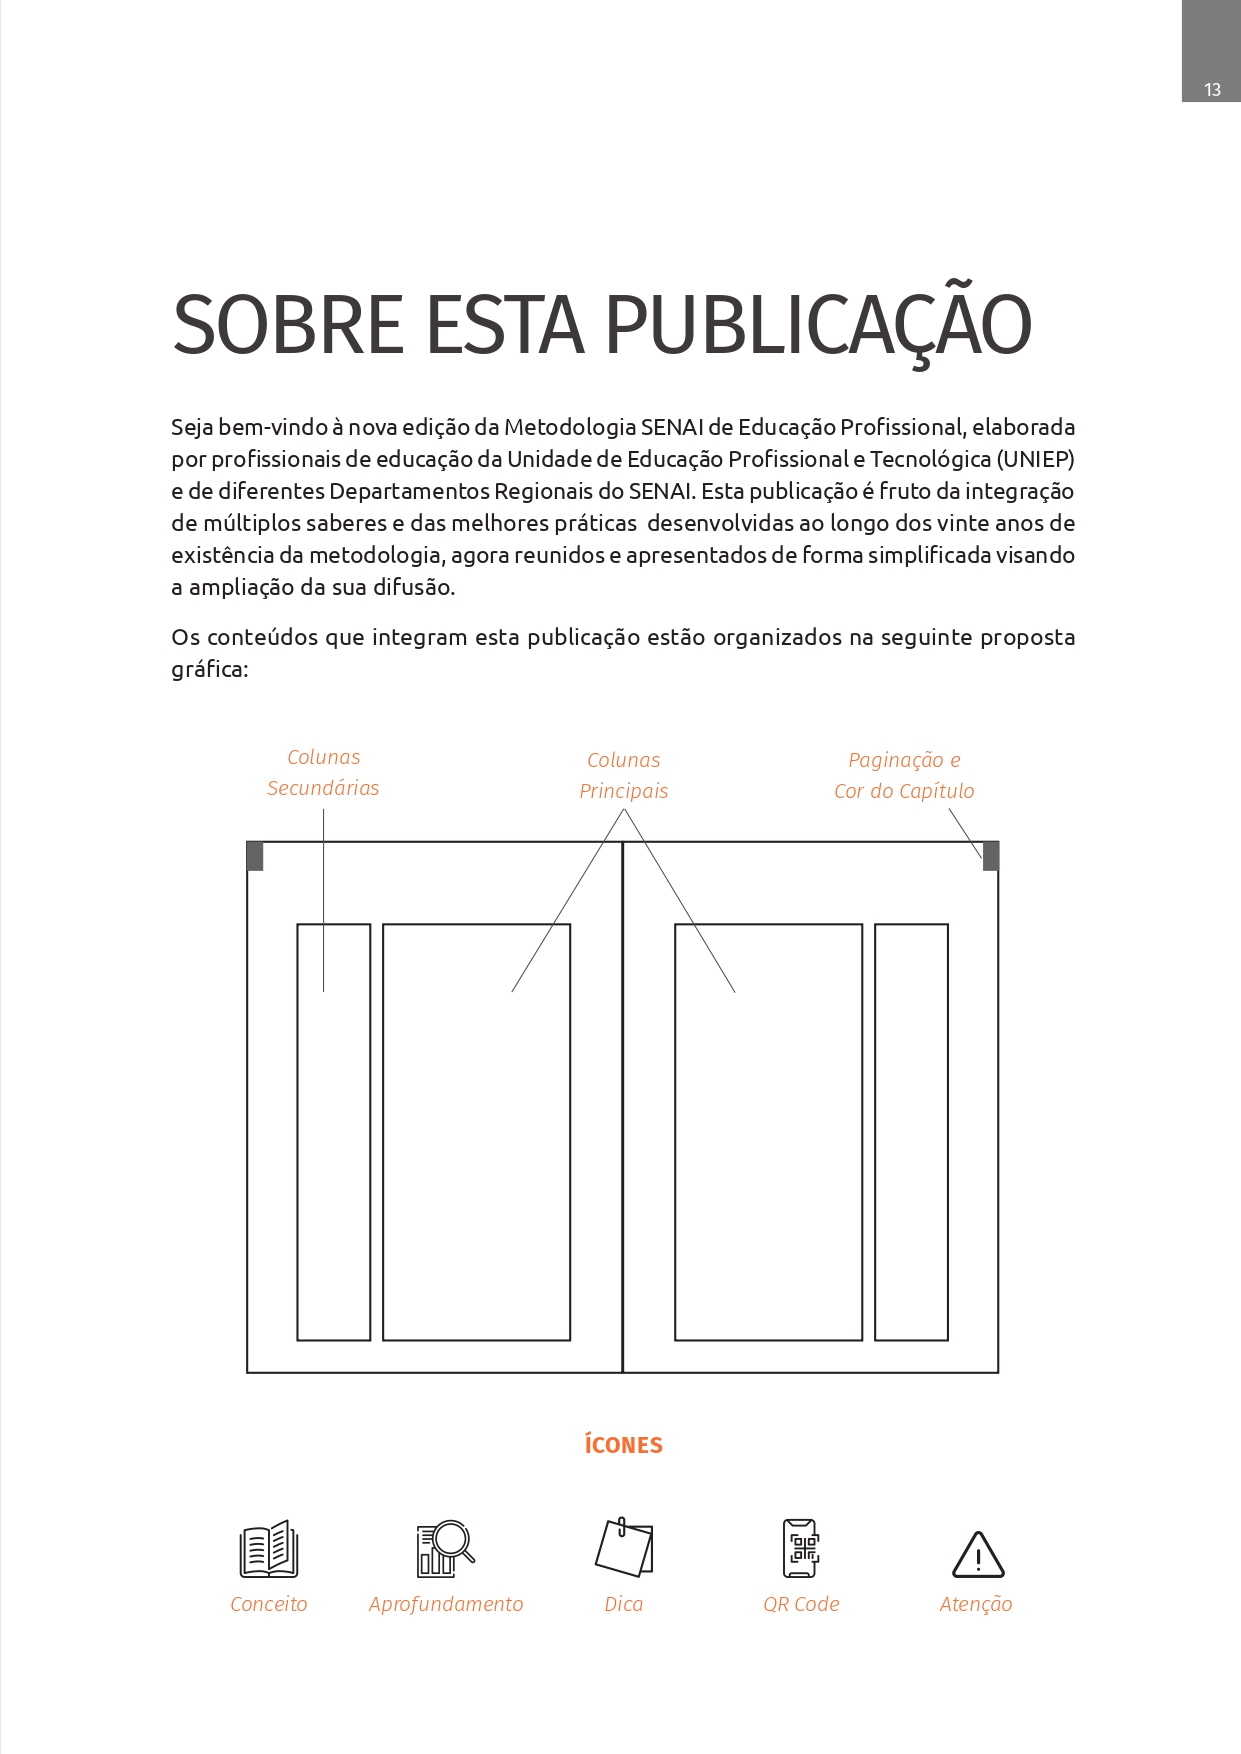 13
SOBRE ESTA PUBLICAÇÃO
Seja bem-vindo à nova edição da Metodologia SENAI de Educação Profissional, elaborada
por profissionais de educação da Unidade de Educação Profissional e Tecnológica (UNIEP)
e de diferentes Departamentos Regionais do SENAI. Esta publicação é fruto da integração
de múltiplos saberes e das melhores práticas desenvolvidas ao longo dos vinte anos de
existência da metodologia, agora reunidos e apresentados de forma simplificada visando
a ampliação da sua difusão.
Os conteúdos que integram esta publicação estão organizados na seguinte proposta
gráfica:
Colunas
Secundárias
Colunas
Principais
Paginação e
Cor do Capítulo
ÍCONES
Conceito
Aprofundamento
Dica
QR Code
Atenção